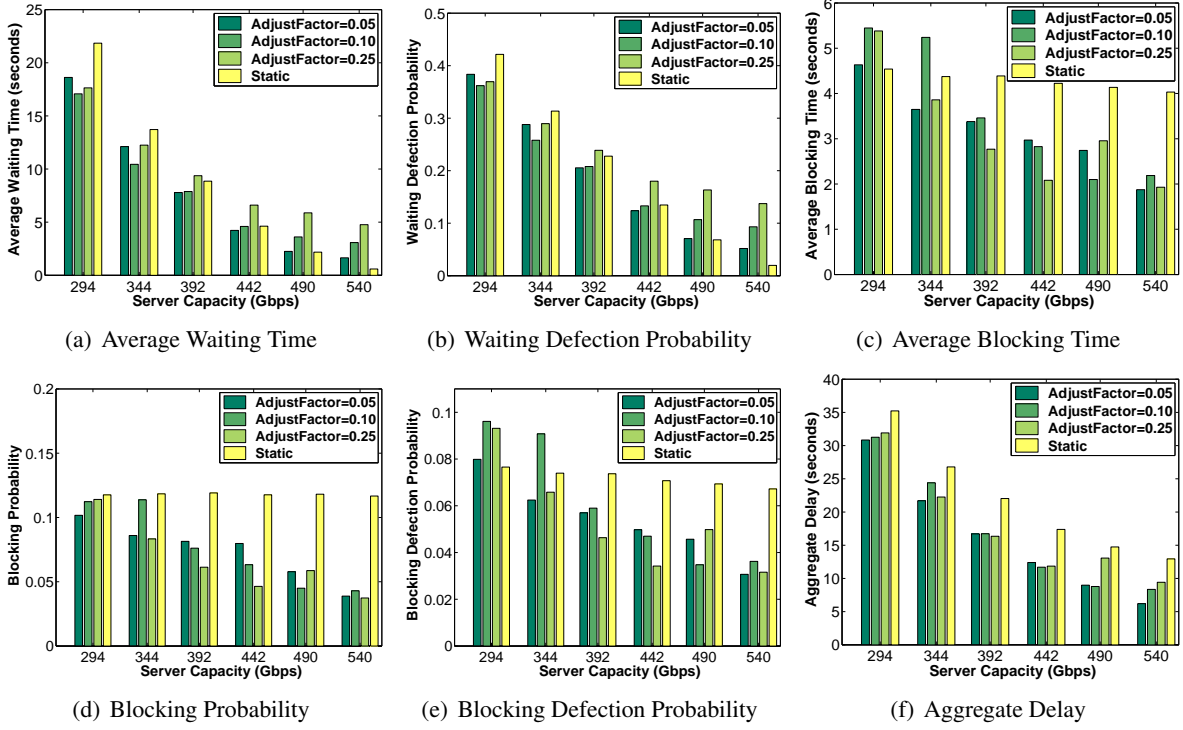 25
20
15
10
5
0
Average Waiting Time (seconds)
AdjustFactor=0.05
AdjustFactor=0.10
AdjustFactor=0.25
Static
294 344 392 442 490 540
Server Capacity (Gbps)
(a) Average Waiting Time
0.5
0.4
0.3
0.2
0.1
0
Waiting Defection Probability
AdjustFactor=0.05
AdjustFactor=0.10
AdjustFactor=0.25
Static
294 344 392 442 490 540
Server Capacity (Gbps)
(b) Waiting Defection Probability
6
5
4
3
2
1
0
Average Blocking Time (seconds)
AdjustFactor=0.05
AdjustFactor=0.10
AdjustFactor=0.25
Static
294 344 392 442 490 540
Server Capacity (Gbps)
(c) Average Blocking Time
0.2
0.15
0.1
0.05
0
Blocking Probability
AdjustFactor=0.05
AdjustFactor=0.10
AdjustFactor=0.25
Static
294 344 392 442 490 540
Server Capacity (Gbps)
(d) Blocking Probability
0.1
0.08
0.06
0.04
0.02
0
Blocking Defection Probability
AdjustFactor=0.05
AdjustFactor=0.10
AdjustFactor=0.25
Static
294 344 392 442 490 540
Server Capacity (Gbps)
(e) Blocking Defection Probability
40
35
30
25
20
15
10
5
0
Aggregate Delay (seconds)
AdjustFactor=0.05
AdjustFactor=0.10
AdjustFactor=0.25
Static
294 344 392 442 490 540
Server Capacity (Gbps)
(f) Aggregate Delay